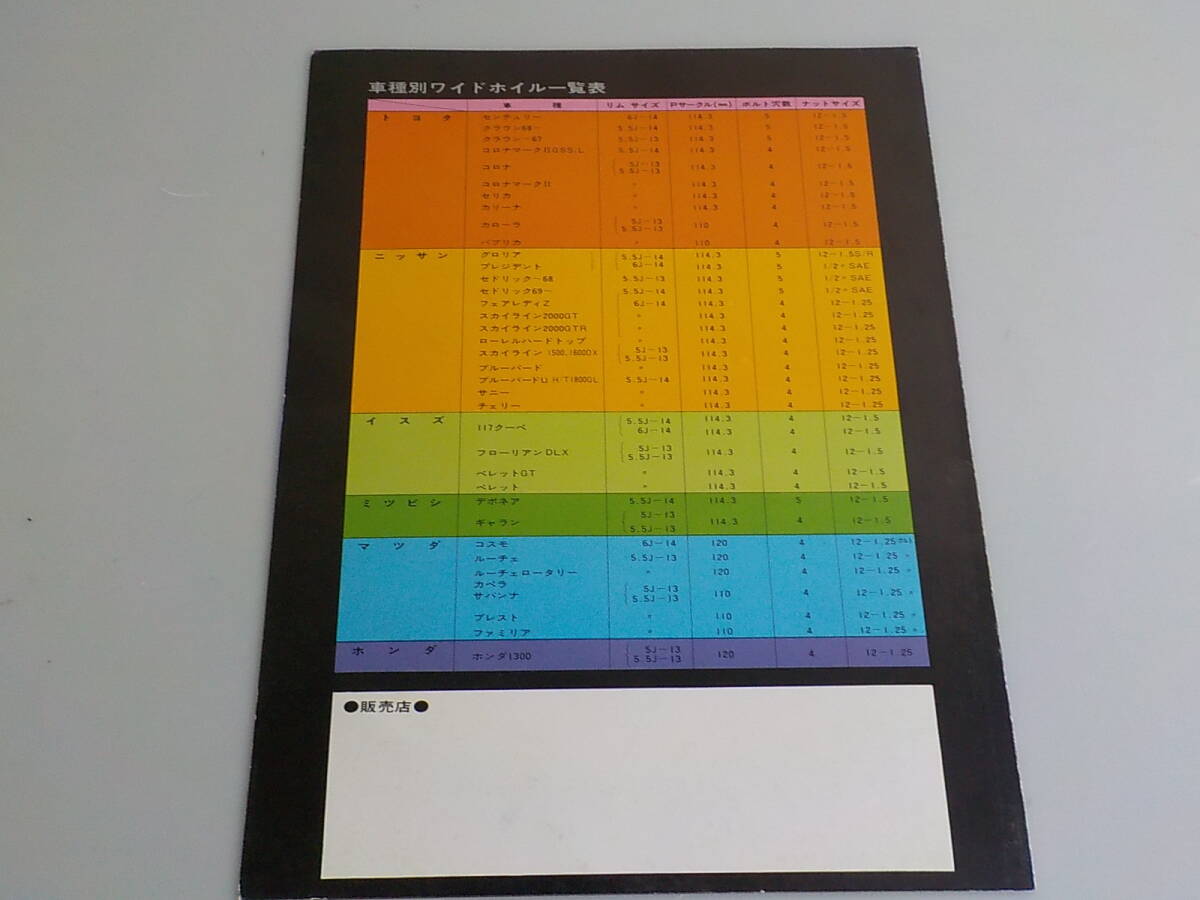 車種別ワイドホイル一覧表
車種 リムサイズ Pサークル(mm) ボルト穴数 ナットサイズ
トヨタ センチュリー 6J-14 114.3 5 12-1.5
クラウン68~ 5.5J-14 114.3 5 12-1.5
クラウン~67 5.5J-13 114.3 5 12-1.5
コロナマークIIGSS,L 5.5J-14 114.3 4 12-1.5
コロナ 5J-13 5.5J-13 114.3 4 12-1.5
コロナマークII 〃 114.3 4 12-1.5
セリカ 〃 114.3 4 12-1.5
カリーナ 〃 114.3 4 12-1.5
カローラ 5J-13 5.5J-13 110 4 12-1.5
パブリカ 〃 110 4 12-1.5
ニッサン グロリア 5.5J-14 114.3 5 12-1.5S/R
プレジデント 6J-14 114.3 5 1/2〃SAE
セドリック~68 5.5J-13 114.3 5 1/2〃SAE
セドリック69~ 5.5J-14 114.3 5 1/2〃SAE
フェアレディZ 6J-14 114.3 4 12-1.25
スカイライン2000GT 〃 114.3 4 12-1.25
スカイライン2000GTR 〃 114.3 4 12-1.25
ローレルハードトップ 〃 114.3 4 12-1.25
スカイライン 1500,1600DX 5J-13 5.5J-13 114.3 4 12-1.25
ブルーバード 〃 114.3 4 12-1.25
ブルーバードU H/T1800GL 5.5J-14 114.3 4 12-1.25
サニー 〃 114.3 4 12-1.25
チェリー 〃 114.3 4 12-1.25
イスズ 117クーペ 5.5J-14 114.3 4 12-1.5
6J-14 114.3 4 12-1.5
フローリアンDLX 5J-13 5.5J-13 114.3 4 12-1.5
ベレットGT 〃 114.3 4 12-1.5
ベレット 〃 114.3 4 12-1.5
ミツビシ デボネア 5.5J-14 114.3 5 12-1.5
ギャラン 5J-13 5.5J-13 114.3 4 12-1.5
マツダ コスモ 6J-14 120 4 12-1.25
ルーチェ 5.5J-13 120 4 12-1.25 〃
ルーチェロータリー 〃 120 4 12-1.25 〃
カペラ
サバンナ 5J-13 5.5J-13 110 4 12-1.25 〃
プレスト 〃 110 4 12-1.25 〃
ファミリア 〃 110 4 12-1.25 〃
ホンダ ホンダ1300 5J-13 5.5J-13 120 4 12-1.25
●販売店●